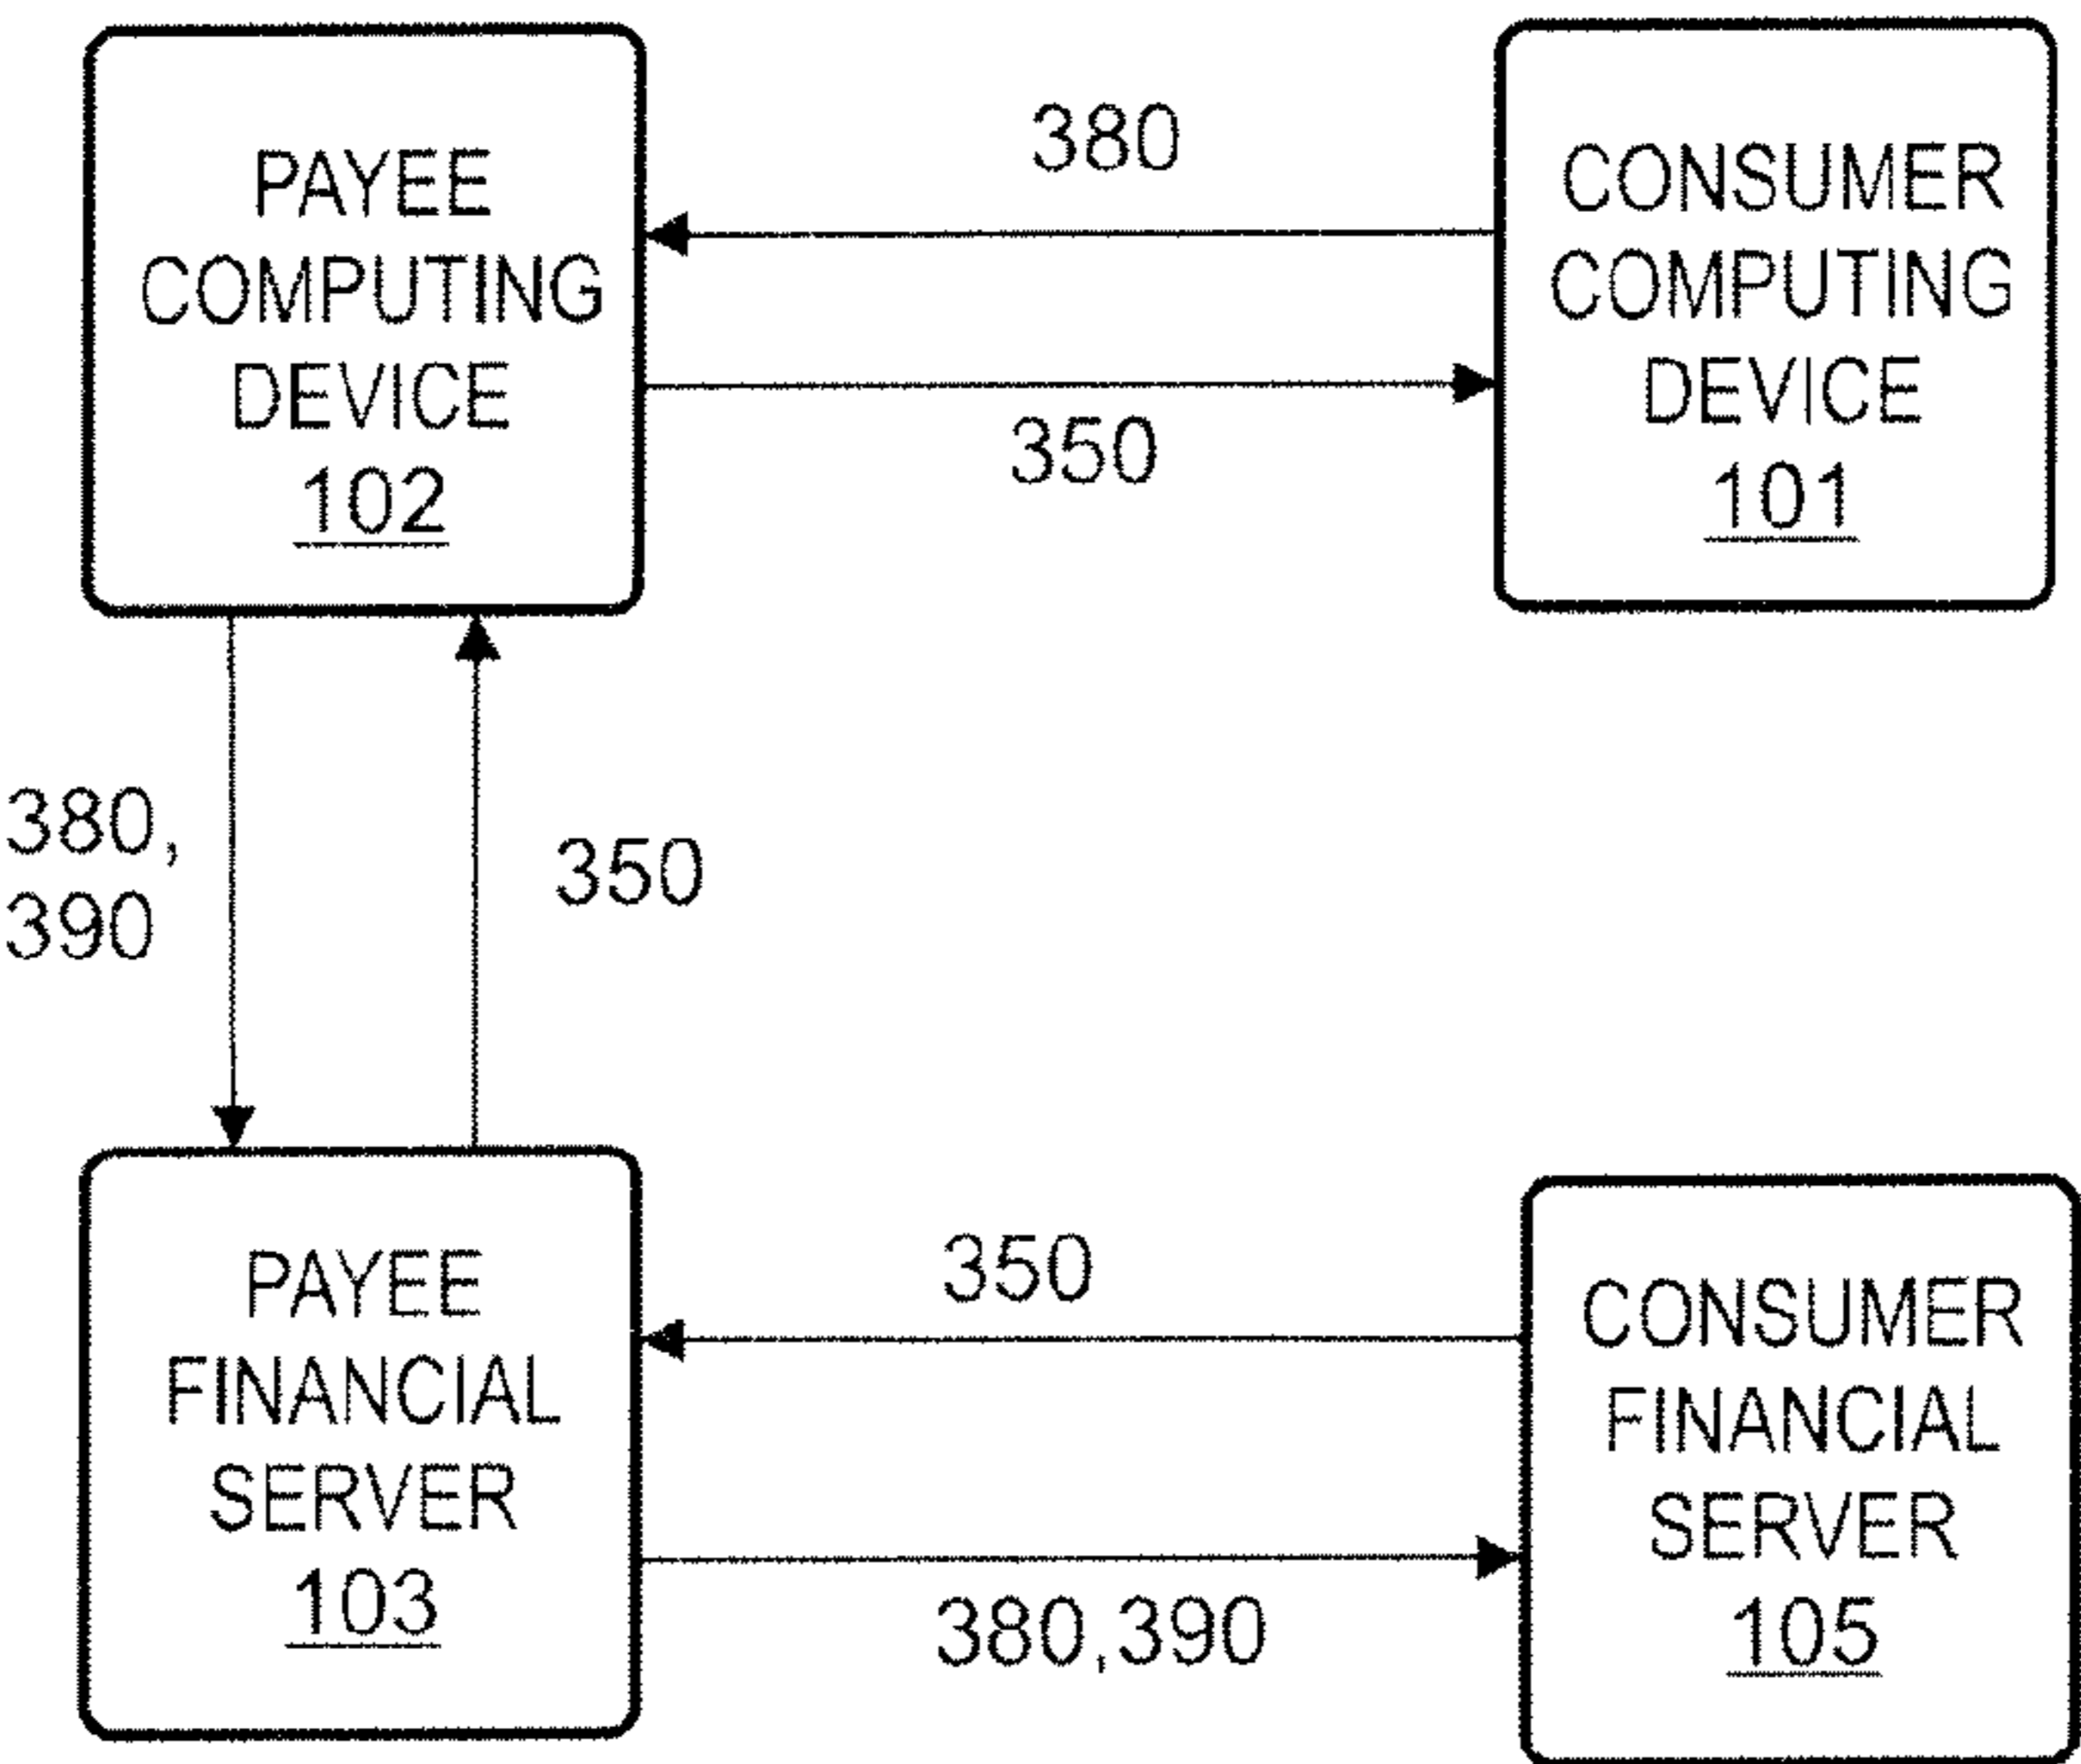 PAYEE
COMPUTING
DEVICE
102
380
350
CONSUMER
COMPUTING
DEVICE
101
380,
390
350
PAYEE
FINANCIAL
SERVER
103
350
380,390
CONSUMER
FINANCIAL
SERVER
105